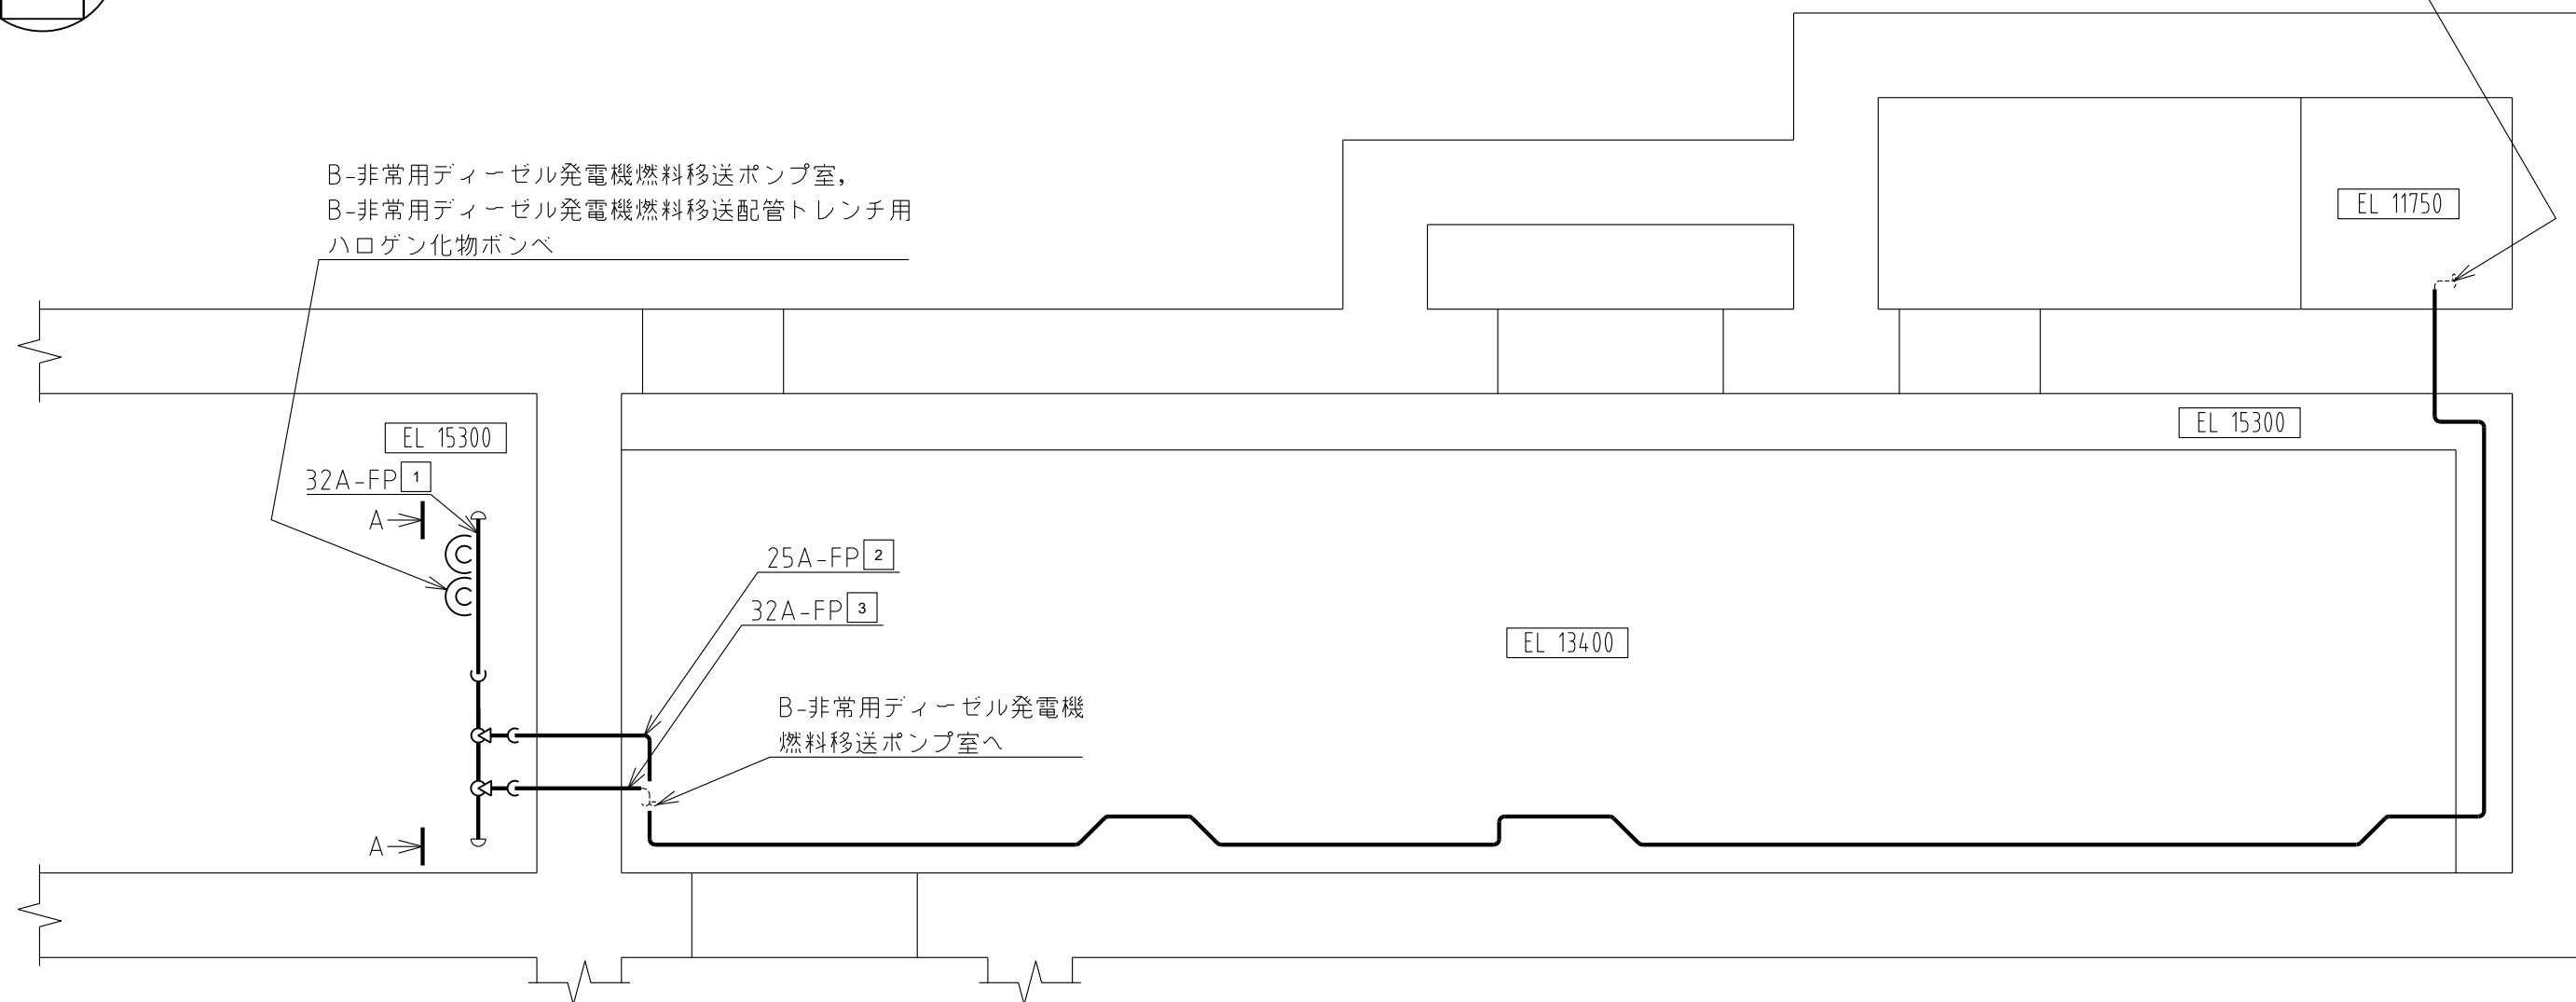 B-非常用ディーゼル発電機燃料移送ポンプ室,
B-非常用ディーゼル発電機燃料移送配管トレンチ用
ハロゲン化物ボンベ
EL 11750
EL 15300
EL 15300
32A-FP 1
A
25A-FP 2
32A-FP 3
EL 13400
B-非常用ディーゼル発電機
燃料移送ポンプ室へ
A